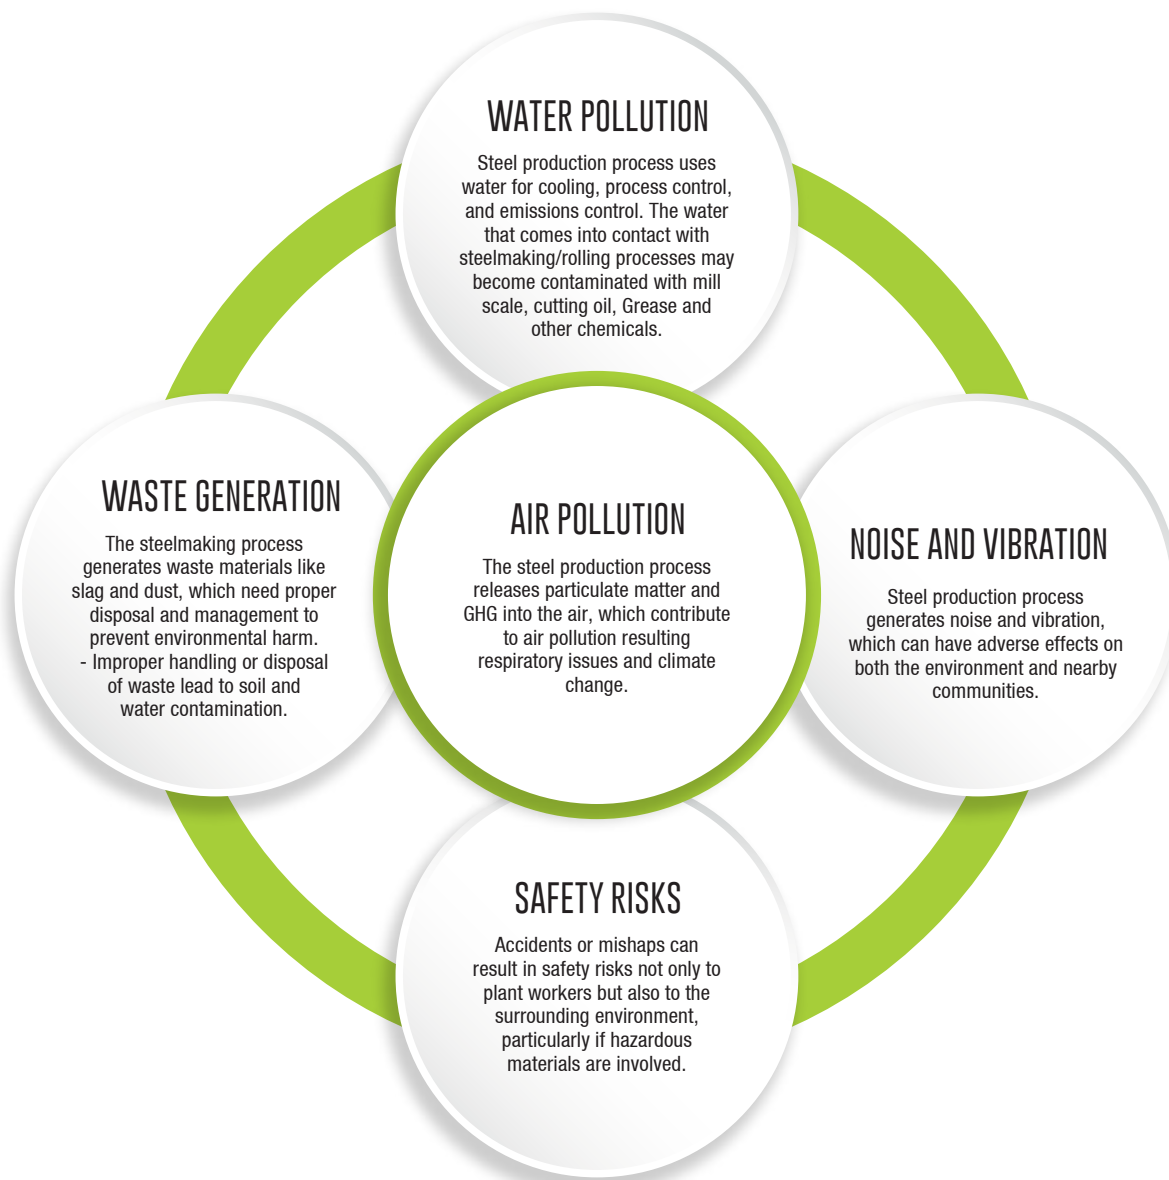 WATER POLLUTION
Steel production process uses
water for cooling, process control,
and emissions control. The water
that comes into contact with
steelmaking/rolling processes may
become contaminated with mill
scale, cutting oil, Grease and
other chemicals.
WASTE GENERATION
The steelmaking process
generates waste materials like
slag and dust, which need proper
disposal and management to
prevent environmental harm.
- Improper handling or disposal
of waste lead to soil and
water contamination.
AIR POLLUTION
The steel production process
releases particulate matter and
GHG into the air, which contribute
to air pollution resulting
respiratory issues and climate
change.
NOISE AND VIBRATION
Steel production process
generates noise and vibration,
which can have adverse effects on
both the environment and nearby
communities.
SAFETY RISKS
Accidents or mishaps can
result in safety risks not only to
plant workers but also to the
surrounding environment,
particularly if hazardous
materials are involved.